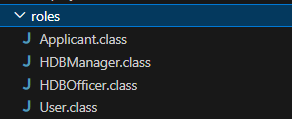 roles
J Applicant.class
J HDBManager.class
J HDBOfficer.class
J User.class